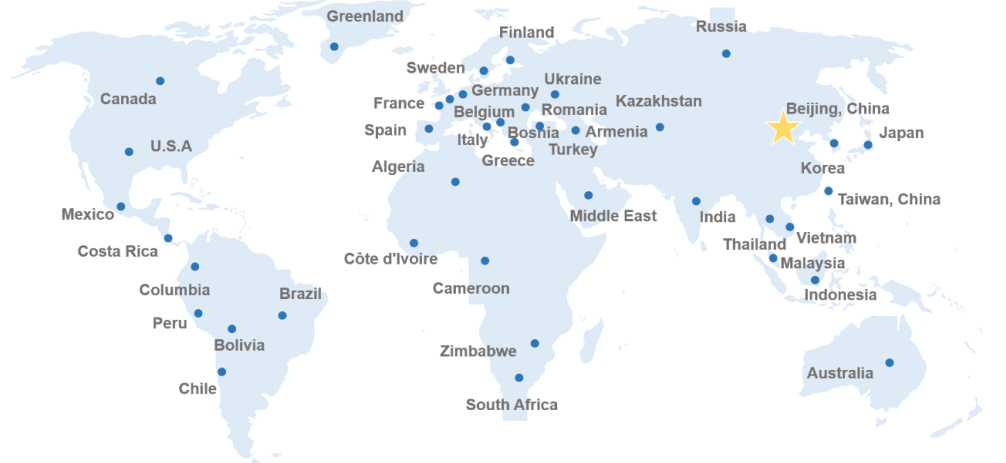 Greenland
Russia
Finland
Sweden
Ukraine
Canada
Germany
Kazakhstan
France
Belgium
Romania
Beijing, China
Spain
Italy
Boshia
Armenia
Japan
U.S.A
Greece
Turkey
Korea
Algeria
Mexico
Middle East
India
Taiwan, China
Costa Rica
Côte d'Ivoire
Thailand
Vietnam
Malaysia
Columbia
Brazil
Cameroon
Indonesia
Peru
Bolivia
Zimbabwe
Chile
Australia
South Africa